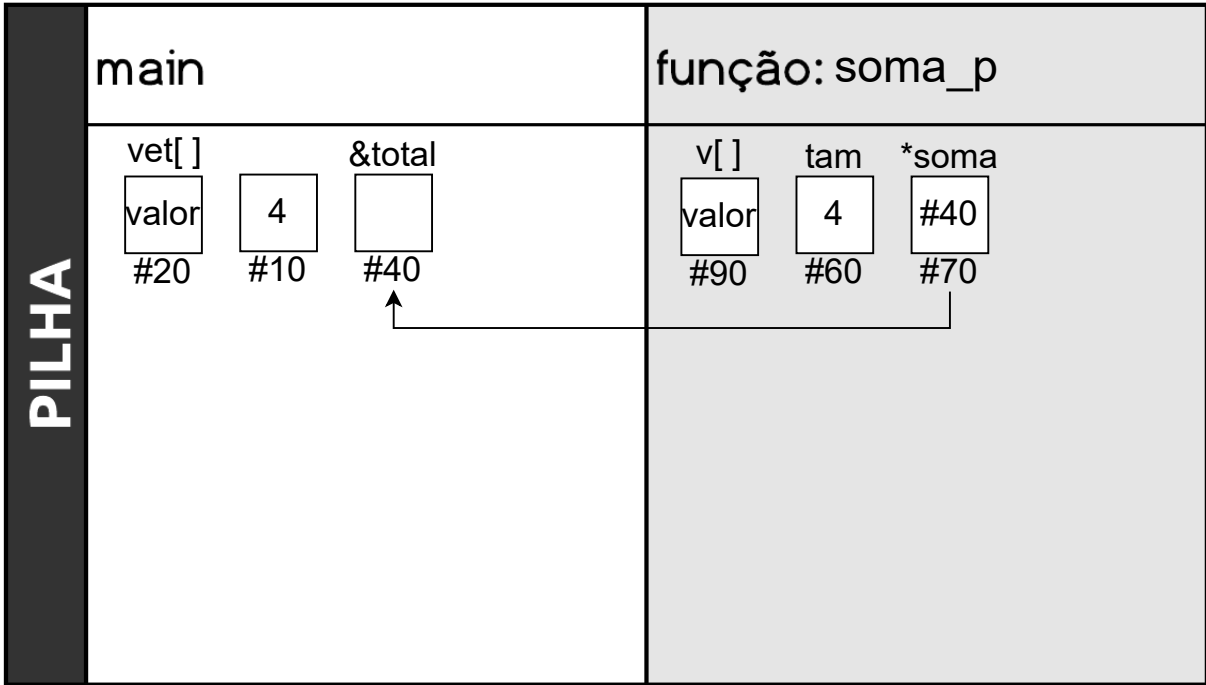 PILHA
main
função: soma_p
vet[ ]
&total
valor
4
#20
#10
#40
v[ ]
tam
*soma
valor
4
#40
#90
#60
#70